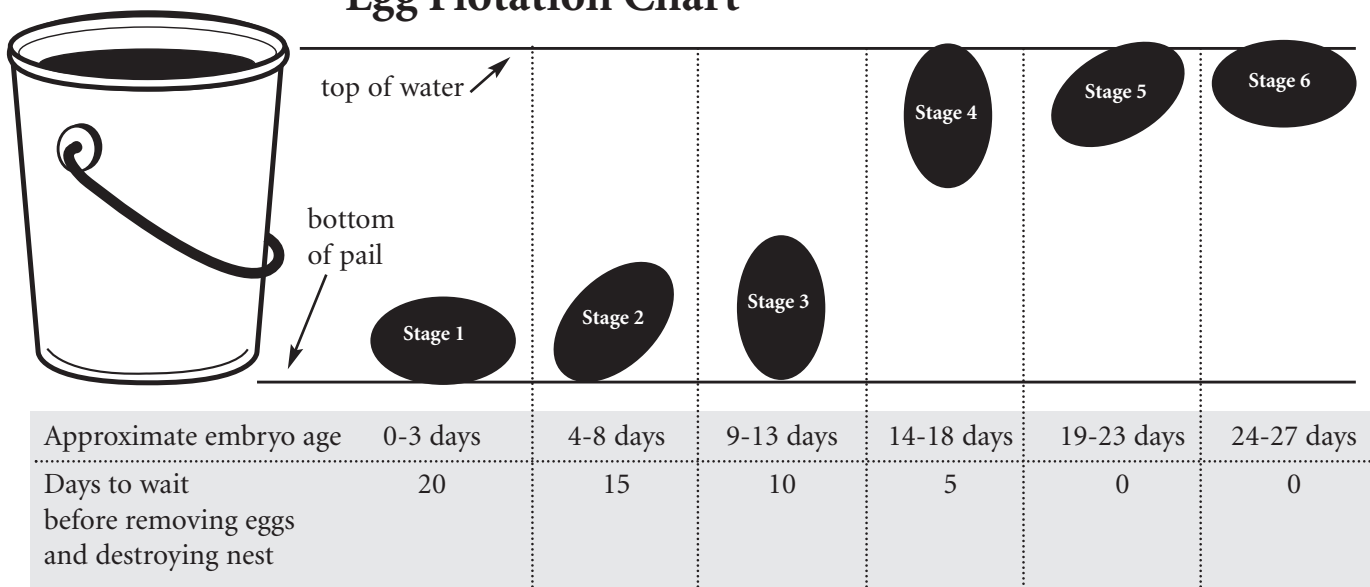 Egg Flotation Chart
top of water
bottom
of pail
Stage 1
Stage 2
Stage 3
Stage 4
Stage 5
Stage 6
Approximate embryo age 0-3 days 4-8 days 9-13 days 14-18 days 19-23 days 24-27 days
Days to wait 20 15 10 5 0 0
before removing eggs
and destroying nest